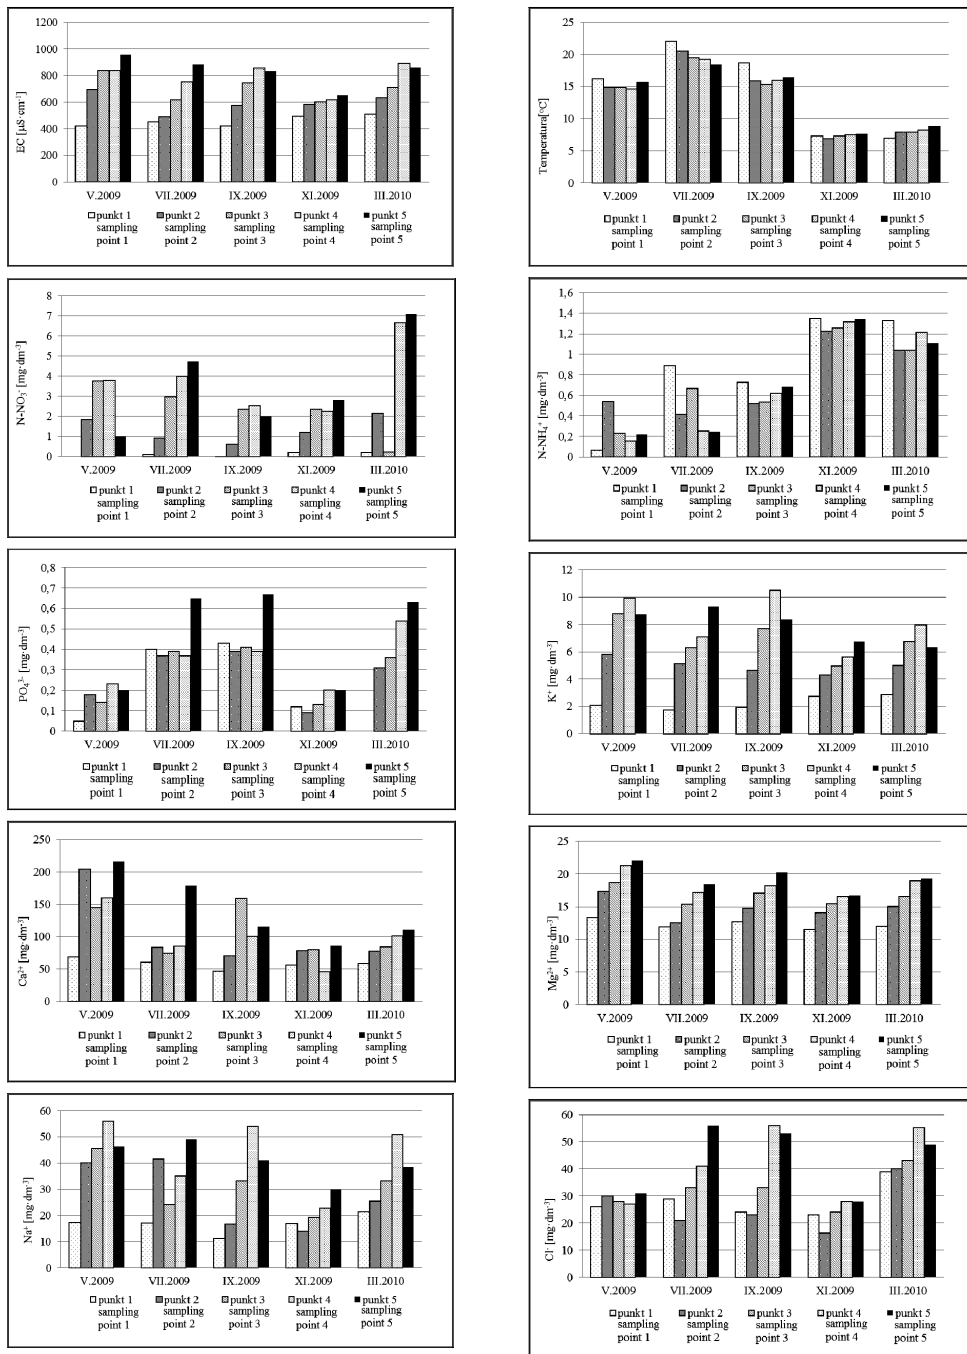 EC [µS·cm⁻¹]
1200
1000
800
600
400
200
0
V.2009 VII.2009 IX.2009 XI.2009 III.2010
punkt 1 punkt 2 punkt 3 punkt 4 punkt 5
sampling sampling sampling sampling sampling
point 1 point 2 point 3 point 4 point 5
Temperatura[°C]
25
20
15
10
5
0
V.2009 VII.2009 IX.2009 XI.2009 III.2010
punkt 1 punkt 2 punkt 3 punkt 4 punkt 5
sampling sampling sampling sampling sampling
point 1 point 2 point 3 point 4 point 5
N-NO₃⁻ [mg·dm⁻³]
8
7
6
5
4
3
2
1
0
V.2009 VII.2009 IX.2009 XI.2009 III.2010
punkt 1 punkt 2 punkt 3 punkt 4 punkt 5
sampling sampling sampling sampling sampling
point 1 point 2 point 3 point 4 point 5
N-NH₄⁺ [mg·dm⁻³]
1,6
1,4
1,2
1
0,8
0,6
0,4
0,2
0
V.2009 VII.2009 IX.2009 XI.2009 III.2010
punkt 1 punkt 2 punkt 3 punkt 4 punkt 5
sampling sampling sampling sampling sampling
point 1 point 2 point 3 point 4 point 5
PO₄³⁻ [mg·dm⁻³]
0,8
0,7
0,6
0,5
0,4
0,3
0,2
0,1
0
V.2009 VII.2009 IX.2009 XI.2009 III.2010
punkt 1 punkt 2 punkt 3 punkt 4 punkt 5
sampling sampling sampling sampling sampling
point 1 point 2 point 3 point 4 point 5
K⁺ [mg·dm⁻³]
12
10
8
6
4
2
0
V.2009 VII.2009 IX.2009 XI.2009 III.2010
punkt 1 punkt 2 punkt 3 punkt 4 punkt 5
sampling sampling sampling sampling sampling
point 1 point 2 point 3 point 4 point 5
Ca²⁺ [mg·dm⁻³]
250
200
150
100
50
0
V.2009 VII.2009 IX.2009 XI.2009 III.2010
punkt 1 punkt 2 punkt 3 punkt 4 punkt 5
sampling sampling sampling sampling sampling
point 1 point 2 point 3 point 4 point 5
Mg²⁺ [mg·dm⁻³]
25
20
15
10
5
0
V.2009 VII.2009 IX.2009 XI.2009 III.2010
punkt 1 punkt 2 punkt 3 punkt 4 punkt 5
sampling sampling sampling sampling sampling
point 1 point 2 point 3 point 4 point 5
Na⁺ [mg·dm⁻³]
60
50
40
30
20
10
0
V.2009 VII.2009 IX.2009 XI.2009 III.2010
punkt 1 punkt 2 punkt 3 punkt 4 punkt 5
sampling sampling sampling sampling sampling
point 1 point 2 point 3 point 4 point 5
Cl⁻ [mg·dm⁻³]
60
50
40
30
20
10
0
V.2009 VII.2009 IX.2009 XI.2009 III.2010
punkt 1 punkt 2 punkt 3 punkt 4 punkt 5
sampling sampling sampling sampling sampling
point 1 point 2 point 3 point 4 point 5